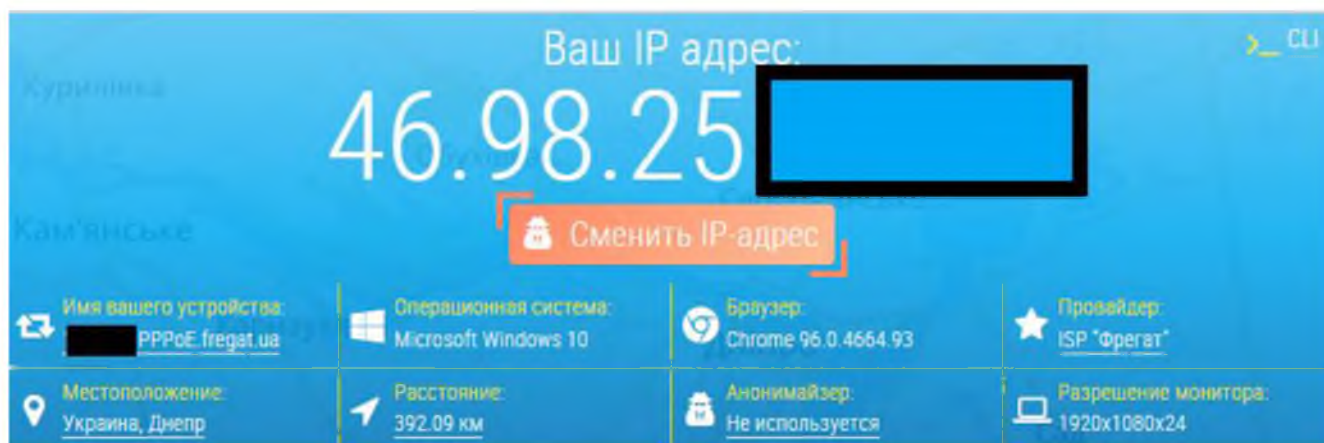 Ваш IP адрес:
>_ CLI
46.98.25
Сменить IP-адрес
Курилівка
Кам'янське
Имя вашего устройства:
PPPoE.fregat.ua
Операционная система:
Microsoft Windows 10
Браузер:
Chrome 96.0.4664.93
Провайдер:
ISP "Фрегат"
Местоположение:
Украина, Днепр
Расстояние:
392.09 км
Анонимайзер:
Не используется
Разрешение монитора:
1920x1080x24